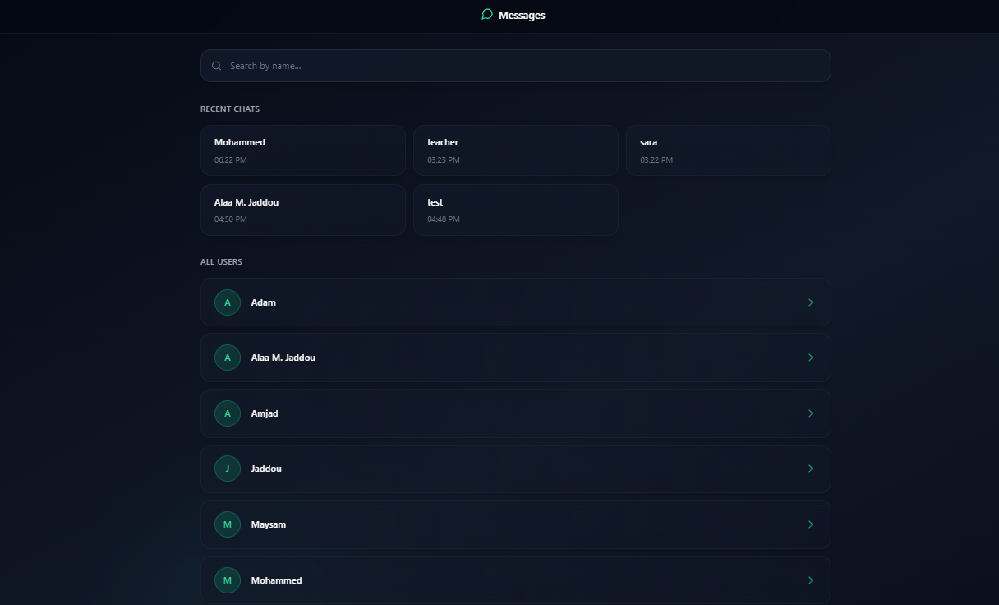 Messages
Search by name...
RECENT CHATS
Mohammed
06:22 PM
teacher
03:23 PM
sara
03:22 PM
Alaa M. Jaddou
04:50 PM
test
04:48 PM
ALL USERS
A Adam
A Alaa M. Jaddou
A Amjad
J Jaddou
M Maysam
M Mohammed